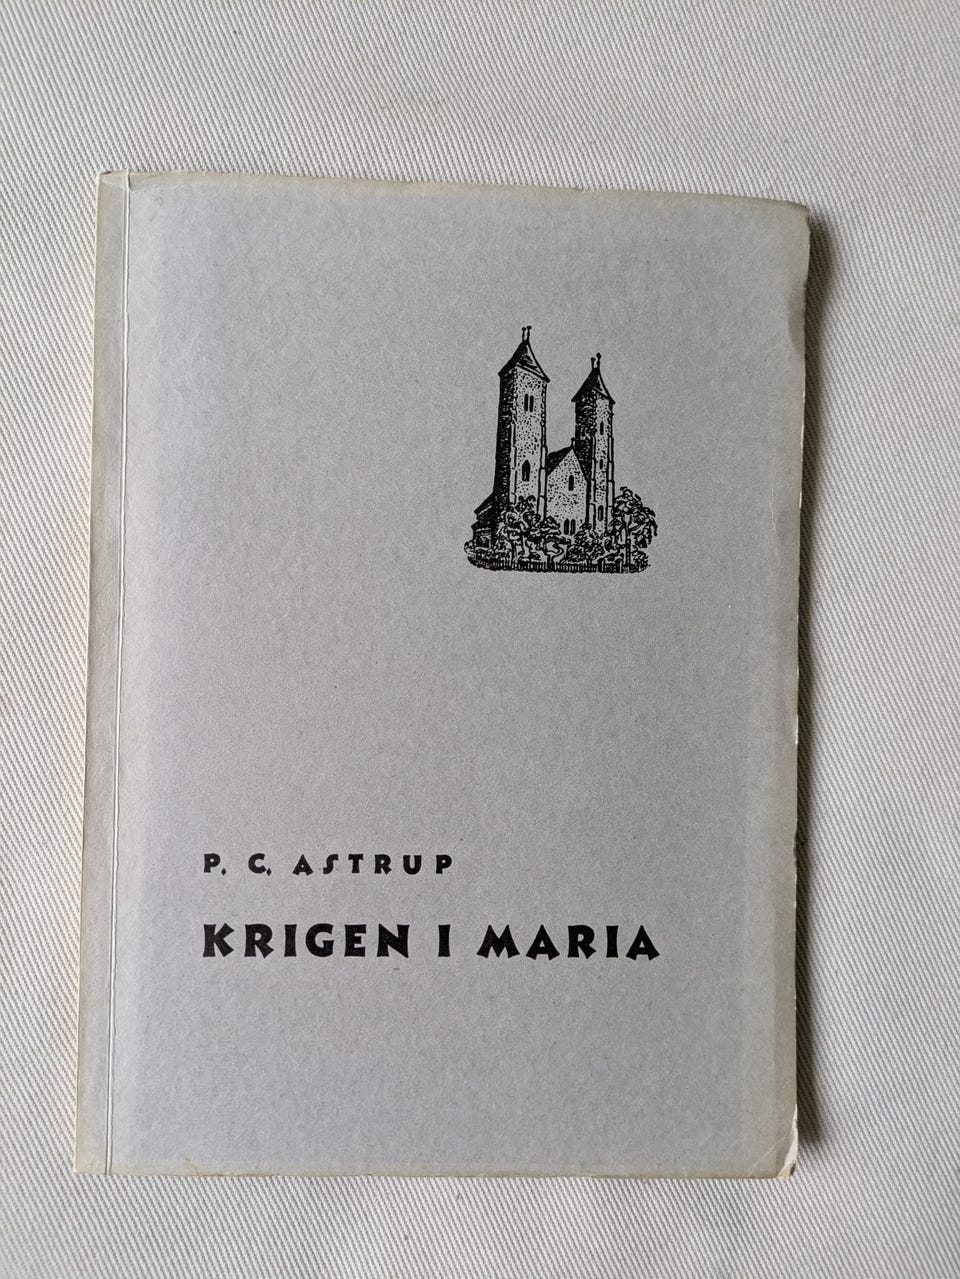 P. C. ASTRUP
KRIGEN I MARIA